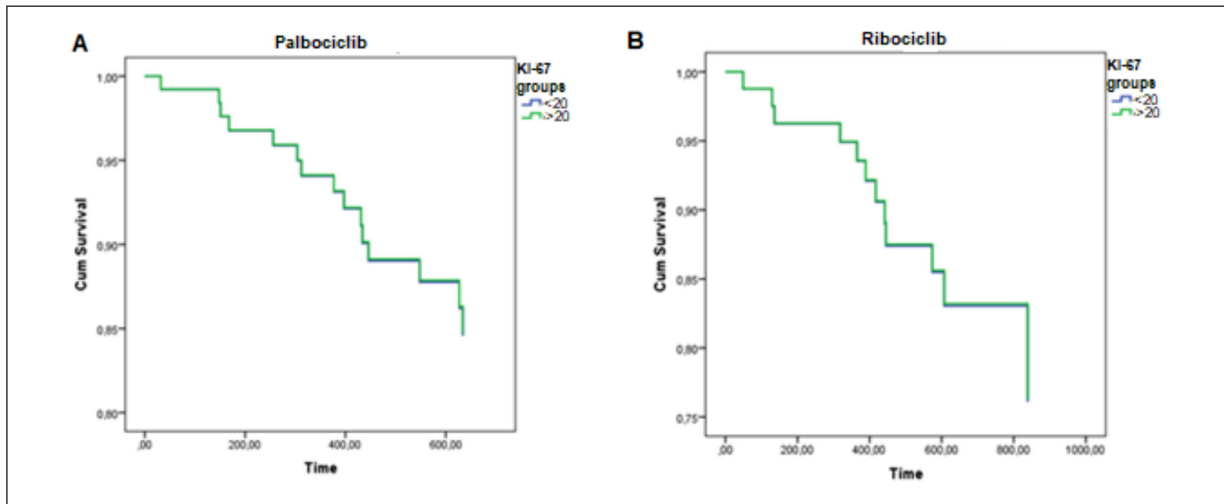 A
Palbociclib
KI-67
groups
<20
>20
1,00
0,95
0,90
0,85
0,80
Cum Survival
,00
200,00
400,00
600,00
Time
B
Ribociclib
KI-67
groups
<20
>20
1,00
0,95
0,90
0,85
0,80
0,75
Cum Survival
,00
200,00
400,00
600,00
800,00
1000,00
Time